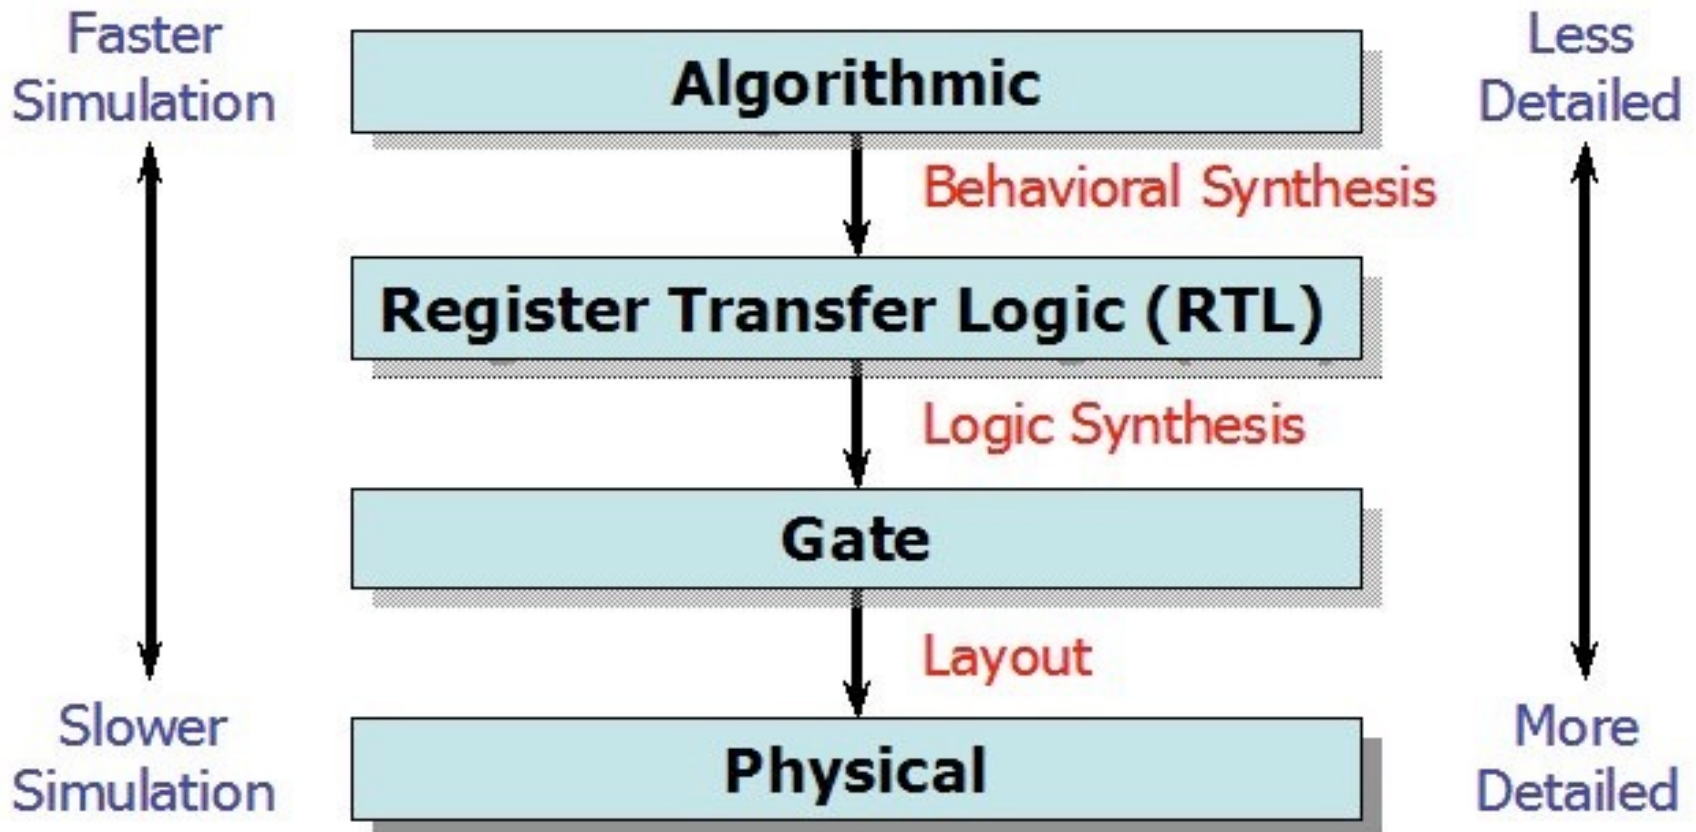 Faster
Simulation
Algorithmic
Less
Detailed
Behavioral Synthesis
Register Transfer Logic (RTL)
Logic Synthesis
Gate
Layout
Slower
Simulation
Physical
More
Detailed